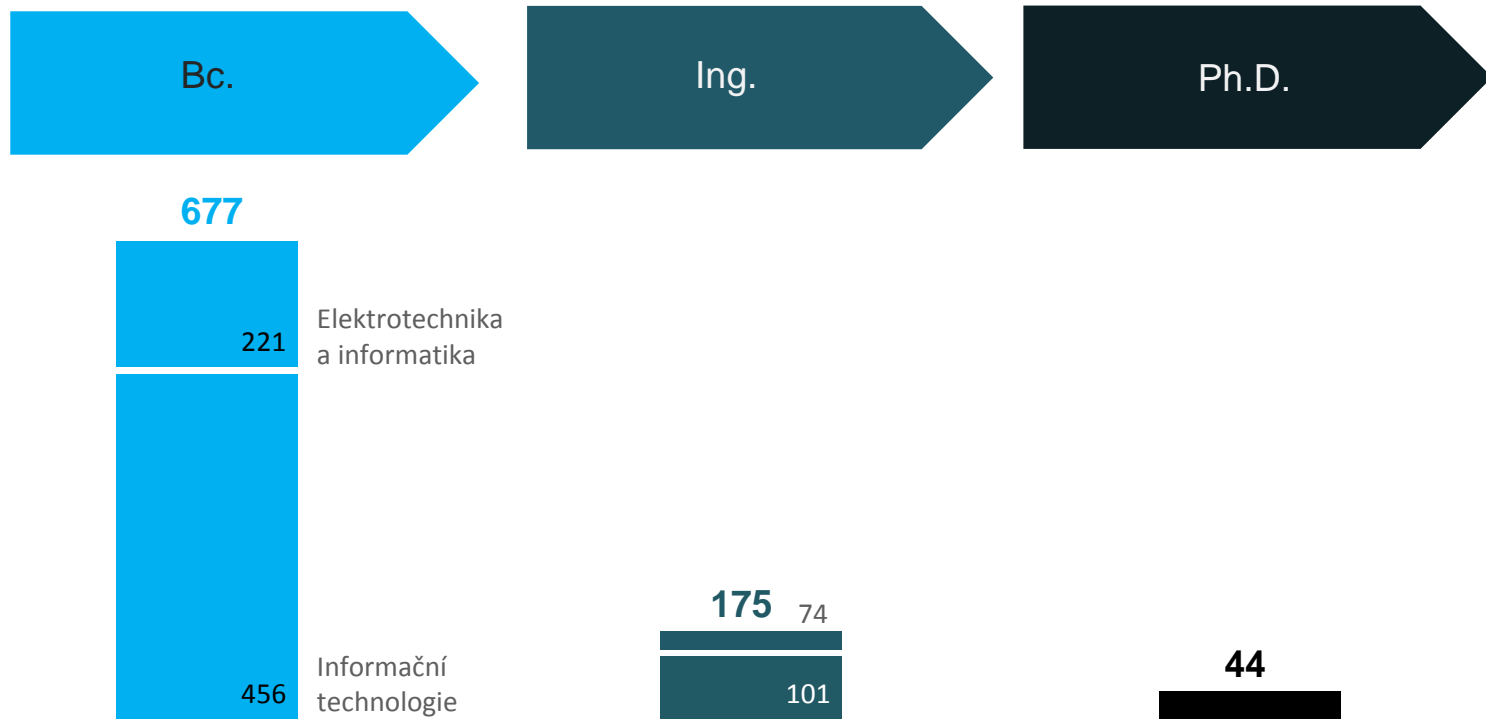 Bc.
Ing.
Ph.D.
677
221
Elektrotechnika
a informatika
456
Informační
technologie
175
74
101
44